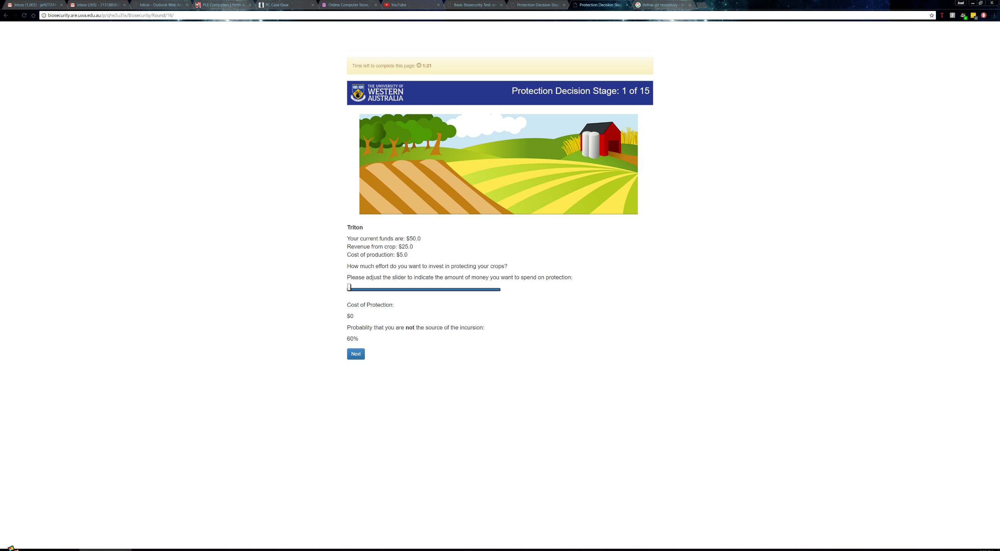 Inbox (1,002) - jd427244
Inbox (265) - 21318856@
Inbox - Outlook Web Ac
PLE Computers | Perth au
PC Case Gear
Online Computer Store,
YouTube
Basic Biosecurity Test: se
Protection Decision Stag
Protection Decision Stag
define git repository - G
Joel
biosecurity.are.uwa.edu.au/p/qhe2u35x/Biosecurity/Round/16/
Time left to complete this page: 1:21
THE UNIVERSITY OF
WESTERN
AUSTRALIA
Protection Decision Stage: 1 of 15
Triton
Your current funds are: $50.0
Revenue from crop: $25.0
Cost of production: $5.0
How much effort do you want to invest in protecting your crops?
Please adjust the slider to indicate the amount of money you want to spend on protection:
Cost of Protection:
$0
Probablity that you are not the source of the incursion:
60%
Next